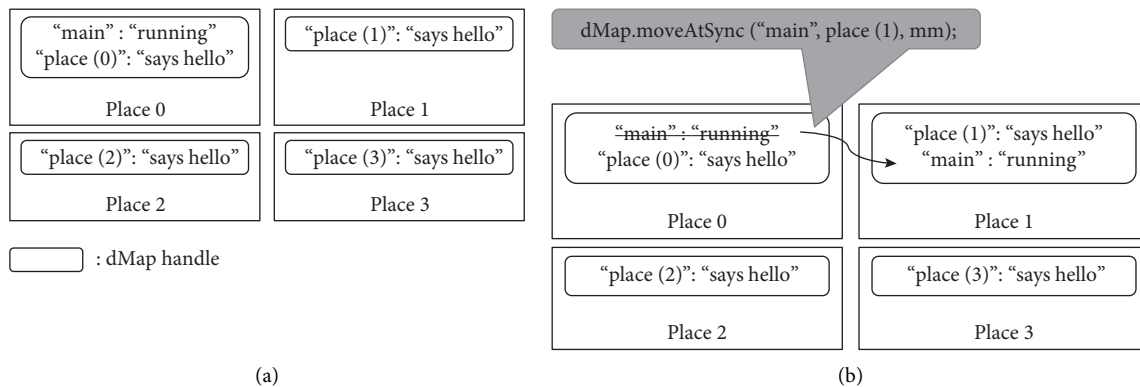 “main” : “running”
“place (0)”: “says hello”
Place 0
“place (1)”: “says hello”
Place 1
“place (2)”: “says hello”
Place 2
“place (3)”: “says hello”
Place 3
: dMap handle
(a)
dMap.moveAtSync (“main”, place (1), mm);
“main” : “running”
“place (0)”: “says hello”
Place 0
“place (1)”: “says hello”
“main” : “running”
Place 1
“place (2)”: “says hello”
Place 2
“place (3)”: “says hello”
Place 3
(b)